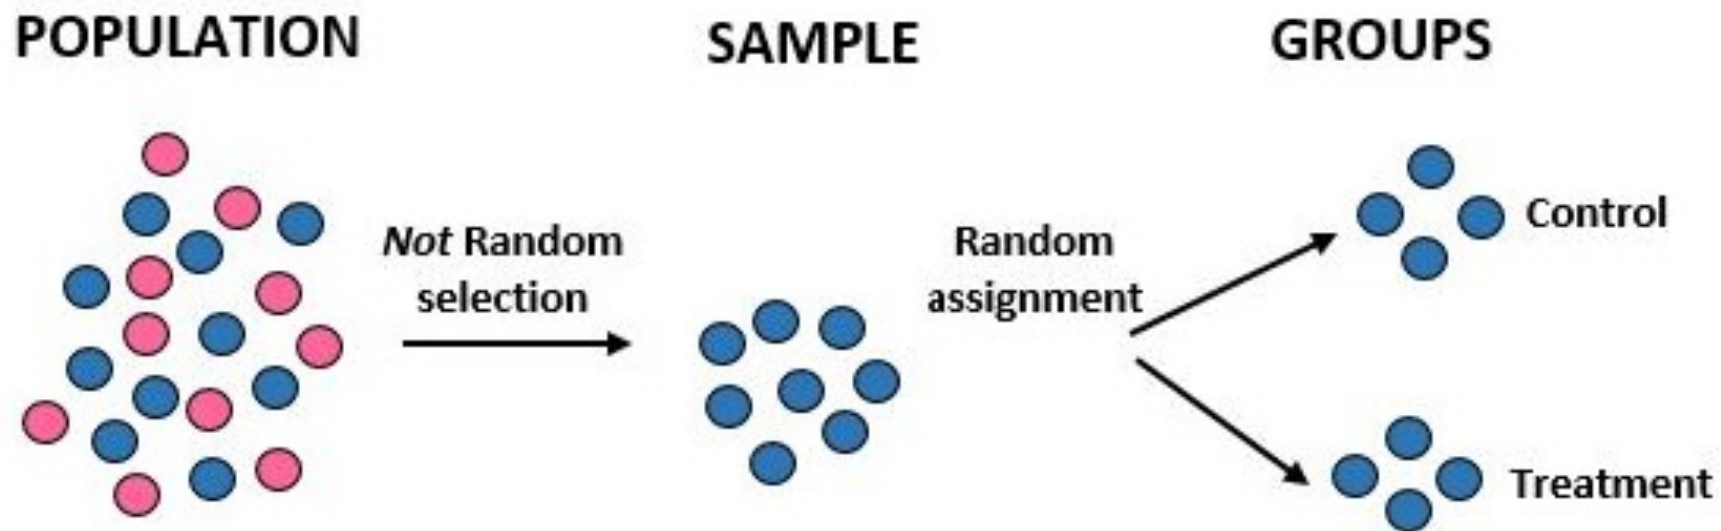 POPULATION
SAMPLE
GROUPS
Not Random
selection
Random
assignment
Control
Treatment